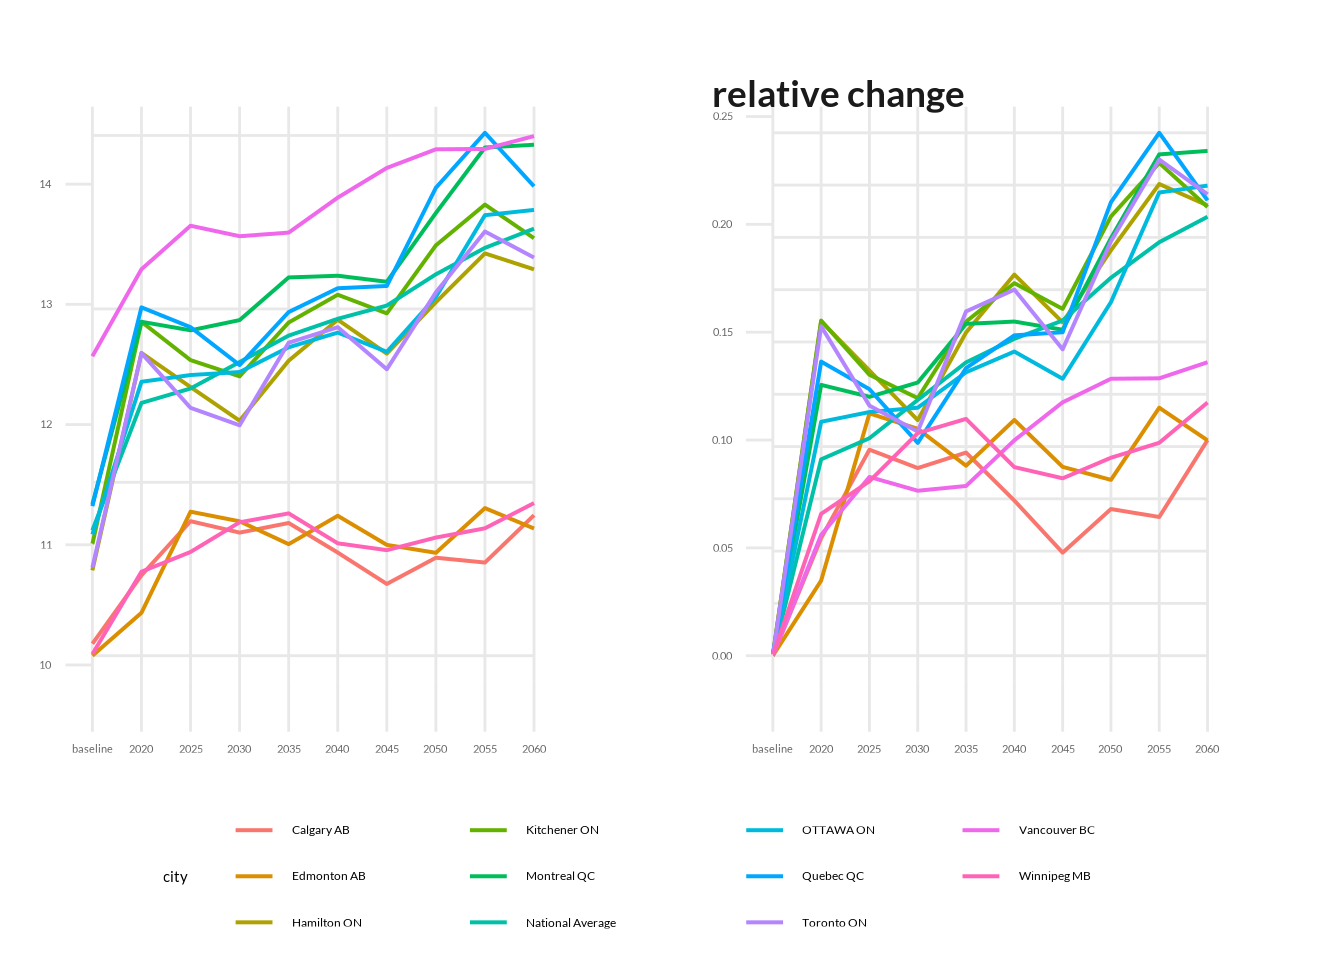 relative change
14
13
12
11
10
baseline 2020 2025 2030 2035 2040 2045 2050 2055 2060
0.25
0.20
0.15
0.10
0.05
0.00
baseline 2020 2025 2030 2035 2040 2045 2050 2055 2060
city
Calgary AB
Edmonton AB
Hamilton ON
Kitchener ON
Montreal QC
National Average
OTTAWA ON
Quebec QC
Toronto ON
Vancouver BC
Winnipeg MB